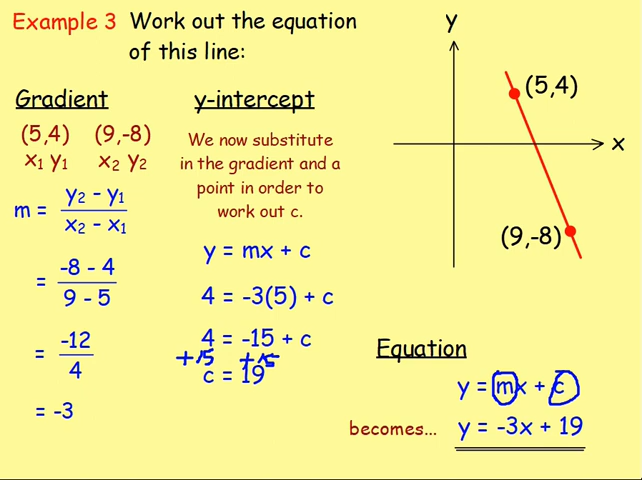 Example 3 Work out the equation
of this line:
Gradient
(5,4) (9,-8)
x₁ y₁ x₂ y₂
m = y₂ - y₁
x₂ - x₁
= -8 - 4
9 - 5
= -12
4
= -3
y-intercept
We now substitute
in the gradient and a
point in order to
work out c.
y = mx + c
4 = -3(5) + c
4 = -15 + c
+15 +15
c = 19
y
(5,4)
x
(9,-8)
Equation
y = mx + c
becomes... y = -3x + 19